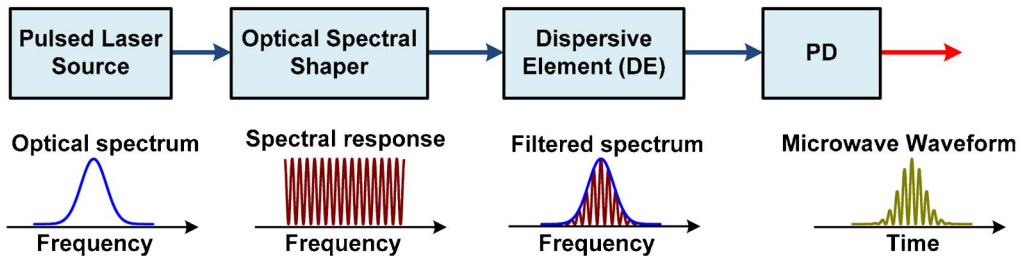 Pulsed Laser
Source
Optical Spectral
Shaper
Dispersive
Element (DE)
PD
Optical spectrum
Spectral response
Filtered spectrum
Microwave Waveform
Frequency
Frequency
Frequency
Time